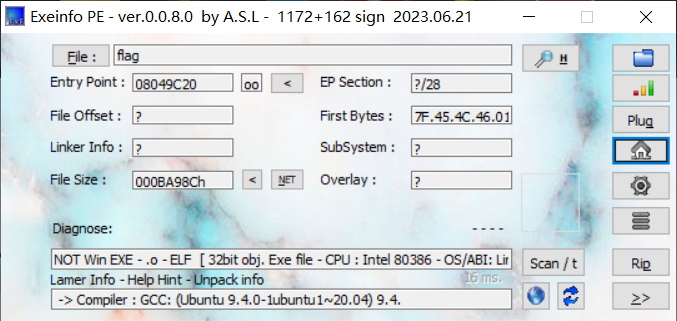 Exeinfo PE - ver.0.0.8.0 by A.S.L - 1172+162 sign 2023.06.21
File : flag H
Entry Point : 08049C20 oo < EP Section : ?/28
File Offset : ? First Bytes : 7F.45.4C.46.01 Plug
Linker Info : ? SubSystem : ?
File Size : 000BA98Ch < NET Overlay : ?
Diagnose: ----
NOT Win EXE - .o - ELF [ 32bit obj. Exe file - CPU : Intel 80386 - OS/ABI: Lin Scan / t Rip
Lamer Info - Help Hint - Unpack info 16 ms.
-> Compiler : GCC: (Ubuntu 9.4.0-1ubuntu1~20.04) 9.4. >>